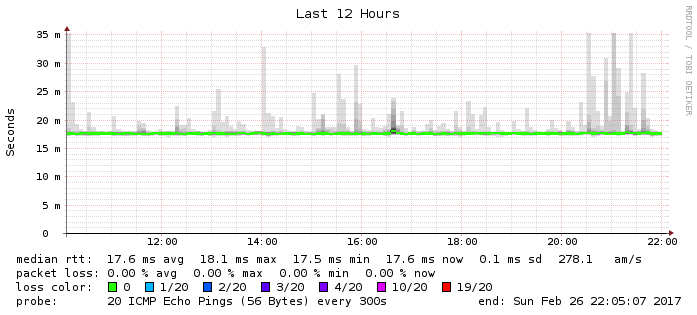 Last 12 Hours
RRDTOOL / TOBI OETIKER
Seconds
35 m
30 m
25 m
20 m
15 m
10 m
5 m
0
12:00 14:00 16:00 18:00 20:00 22:00
median rtt: 17.6 ms avg 18.1 ms max 17.5 ms min 17.6 ms now 0.1 ms sd 278.1 am/s
packet loss: 0.00 % avg 0.00 % max 0.00 % min 0.00 % now
loss color: 0 1/20 2/20 3/20 4/20 10/20 19/20
probe: 20 ICMP Echo Pings (56 Bytes) every 300s end: Sun Feb 26 22:05:07 2017